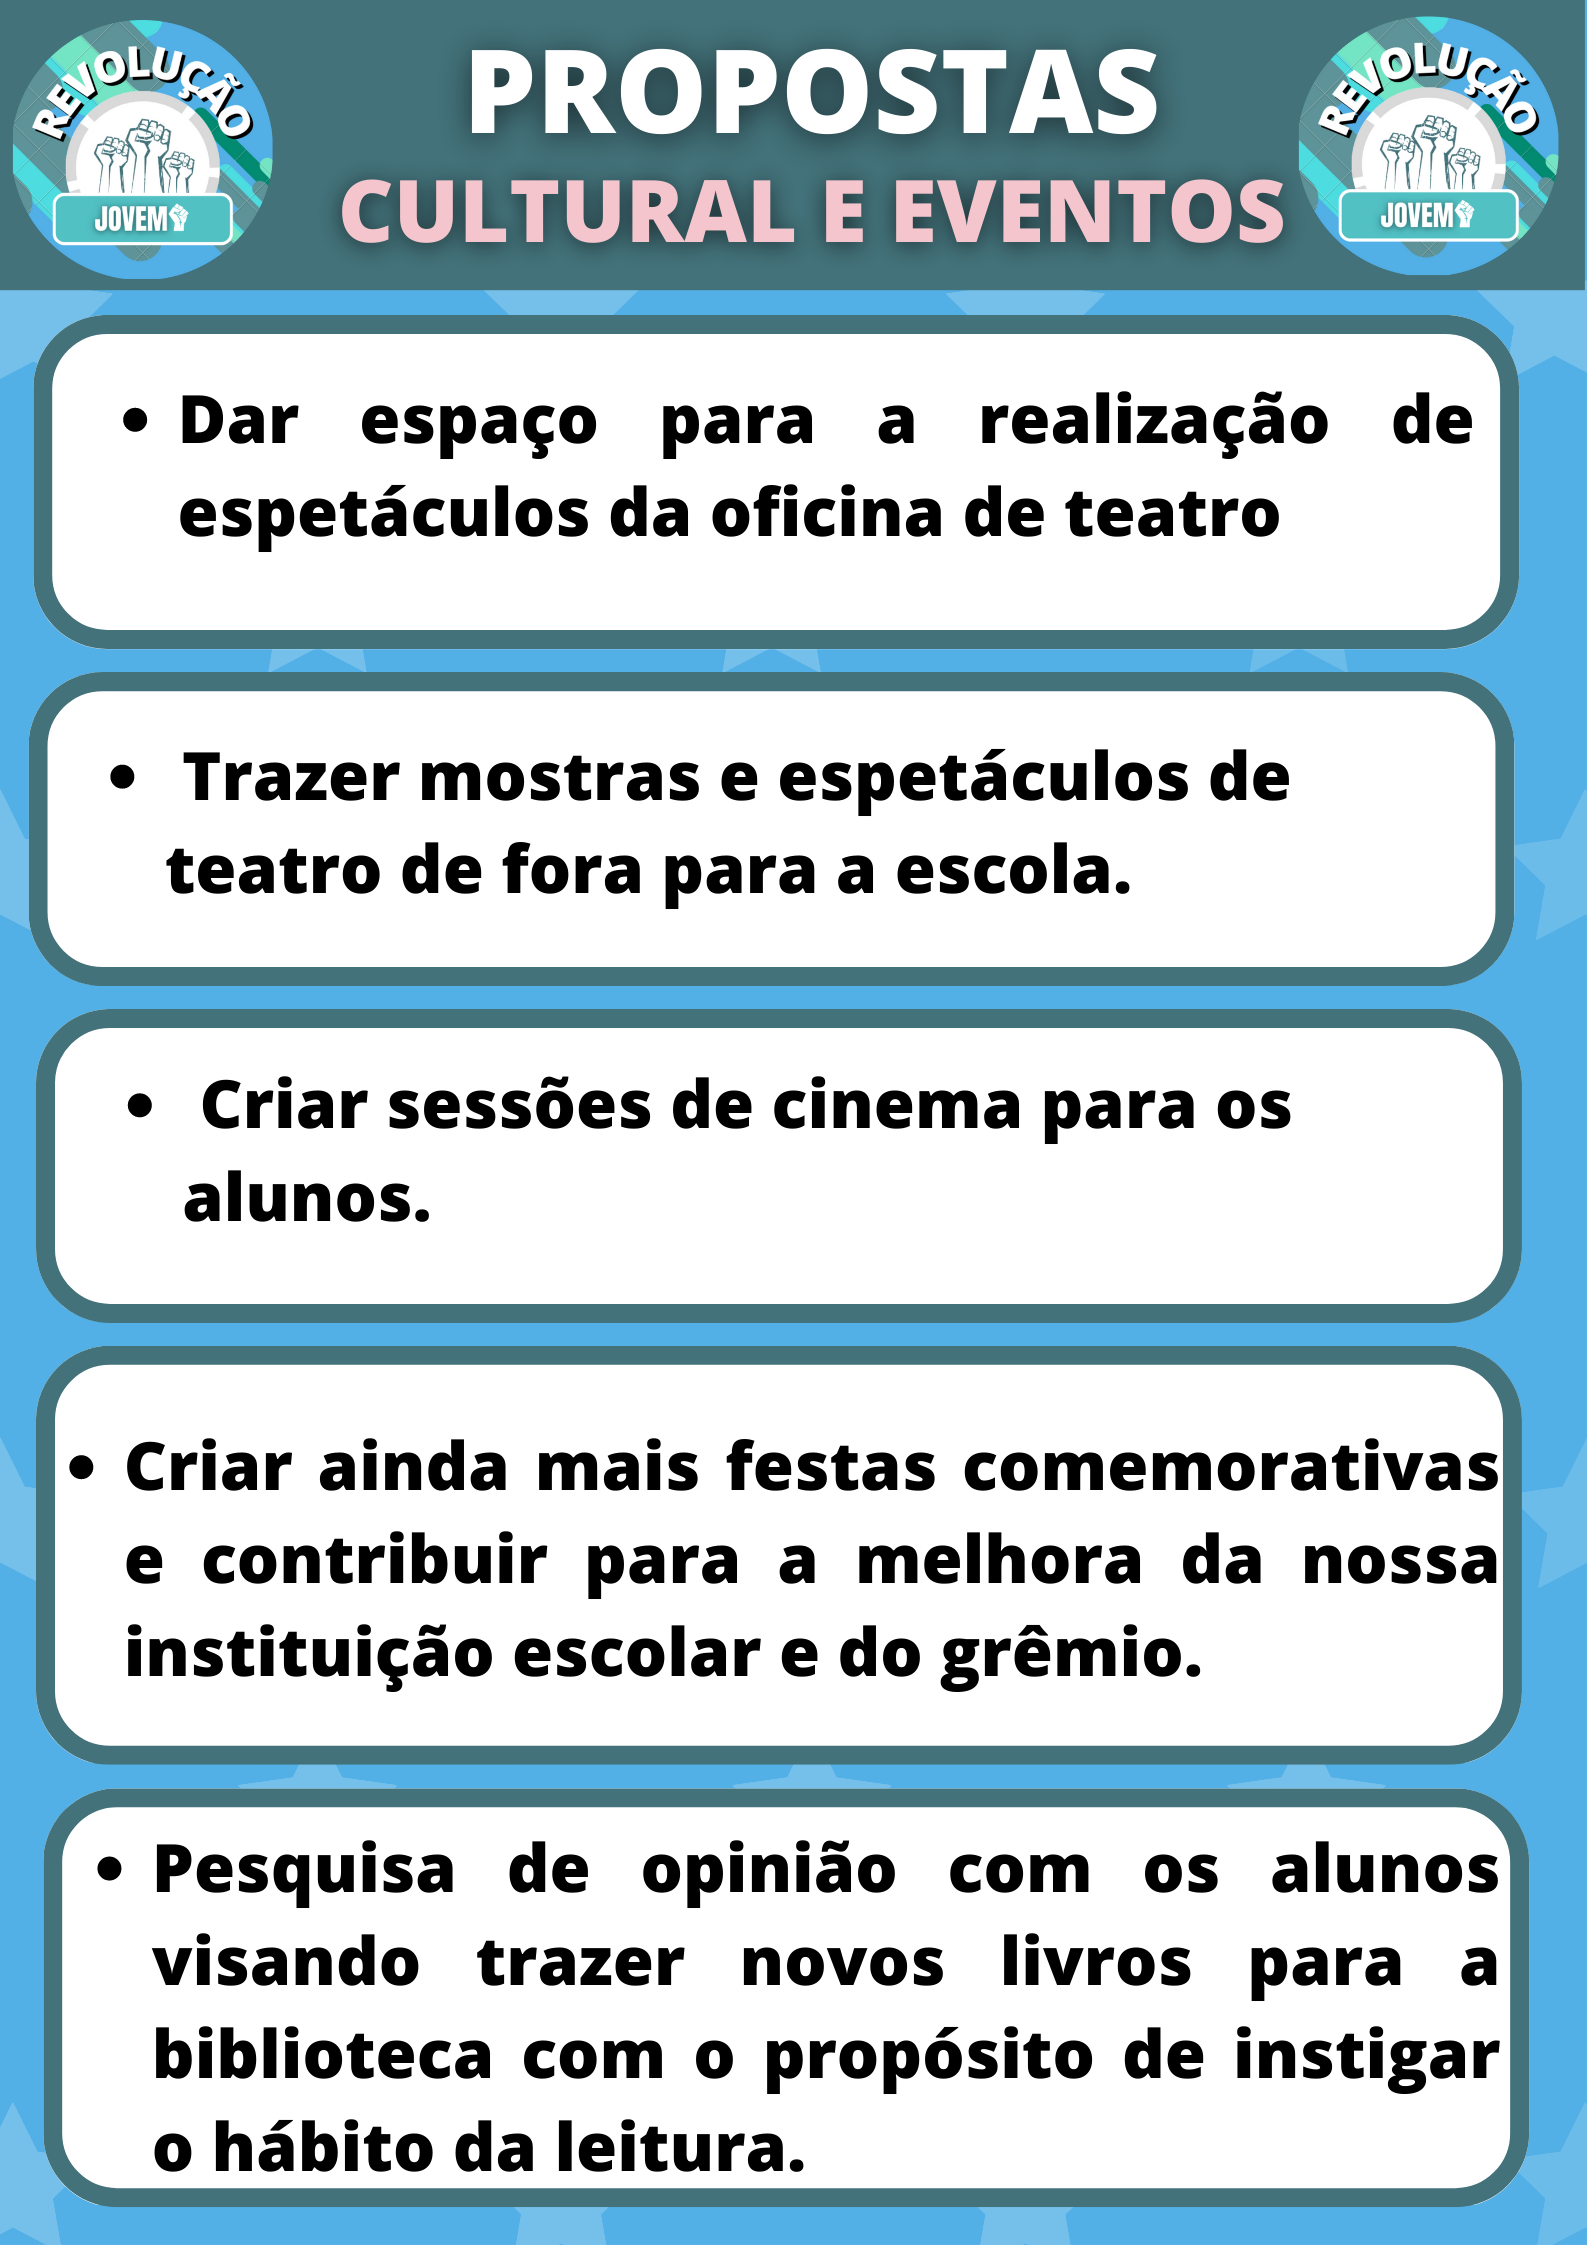 REVOLUÇÃO
JOVEM
PROPOSTAS
CULTURAL E EVENTOS
REVOLUÇÃO
JOVEM
• Dar espaço para a realização de
espetáculos da oficina de teatro
• Trazer mostras e espetáculos de
teatro de fora para a escola.
• Criar sessões de cinema para os
alunos.
• Criar ainda mais festas comemorativas
e contribuir para a melhora da nossa
instituição escolar e do grêmio.
• Pesquisa de opinião com os alunos
visando trazer novos livros para a
biblioteca com o propósito de instigar
o hábito da leitura.